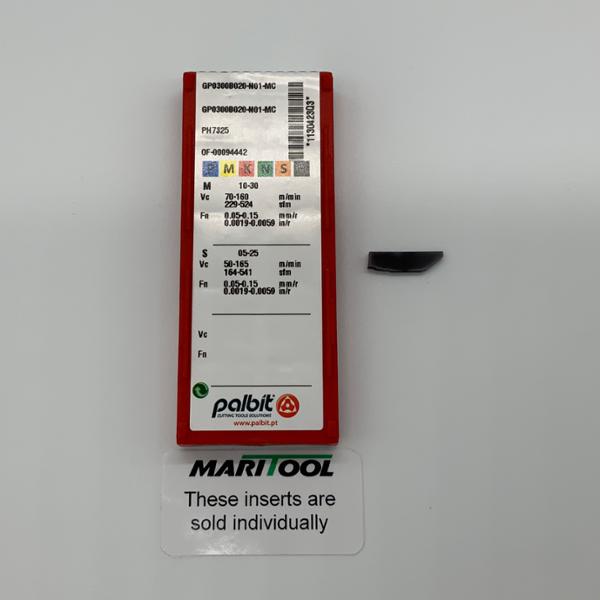 GP0300B020-N01-MC
GP0300B020-N01-MC
PH7325
OF-00094442
*1130423Q3*
P M K N S
M 10-30
Vc 70-160 m/min
229-524 sfm
Fn 0.05-0.15 mm/r
0.0019-0.0059 in/r
S 05-25
Vc 50-165 m/min
164-541 sfm
Fn 0.05-0.15 mm/r
0.0019-0.0059 in/r
Vc
Fn
palbit
CUTTING TOOLS SOLUTIONS
www.palbit.pt
MARITOOL
These inserts are
sold individually